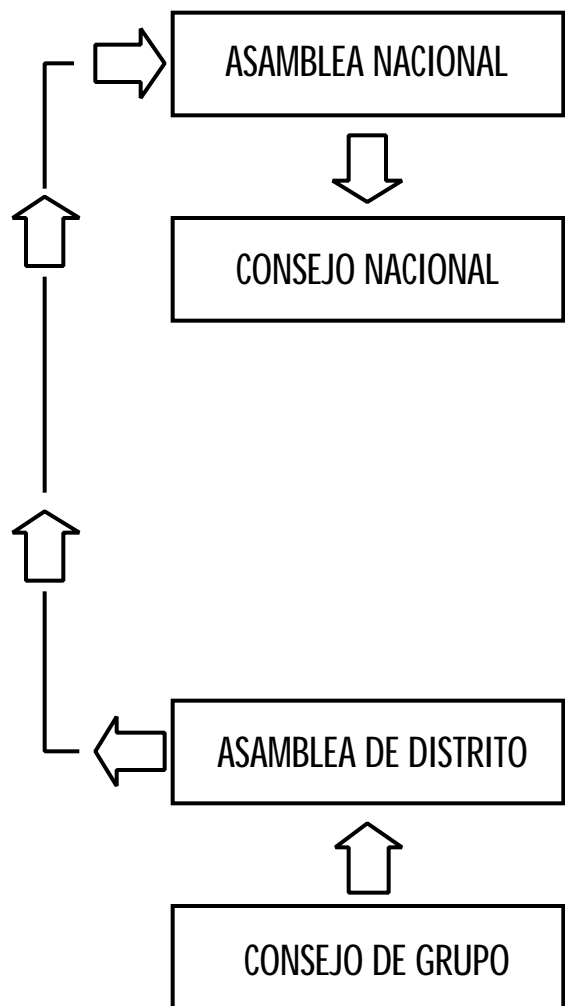 ASAMBLEA NACIONAL
CONSEJO NACIONAL
ASAMBLEA DE DISTRITO
CONSEJO DE GRUPO